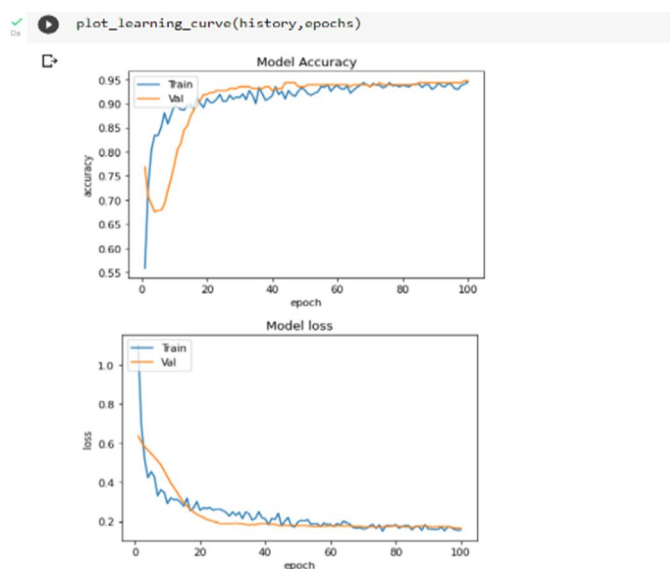 plot_learning_curve(history,epochs)
0s
Model Accuracy
Train
Val
0.95
0.90
0.85
0.80
0.75
0.70
0.65
0.60
0.55
accuracy
0 20 40 60 80 100
epoch
Model loss
Train
Val
1.0
0.8
0.6
0.4
0.2
loss
0 20 40 60 80 100
epoch